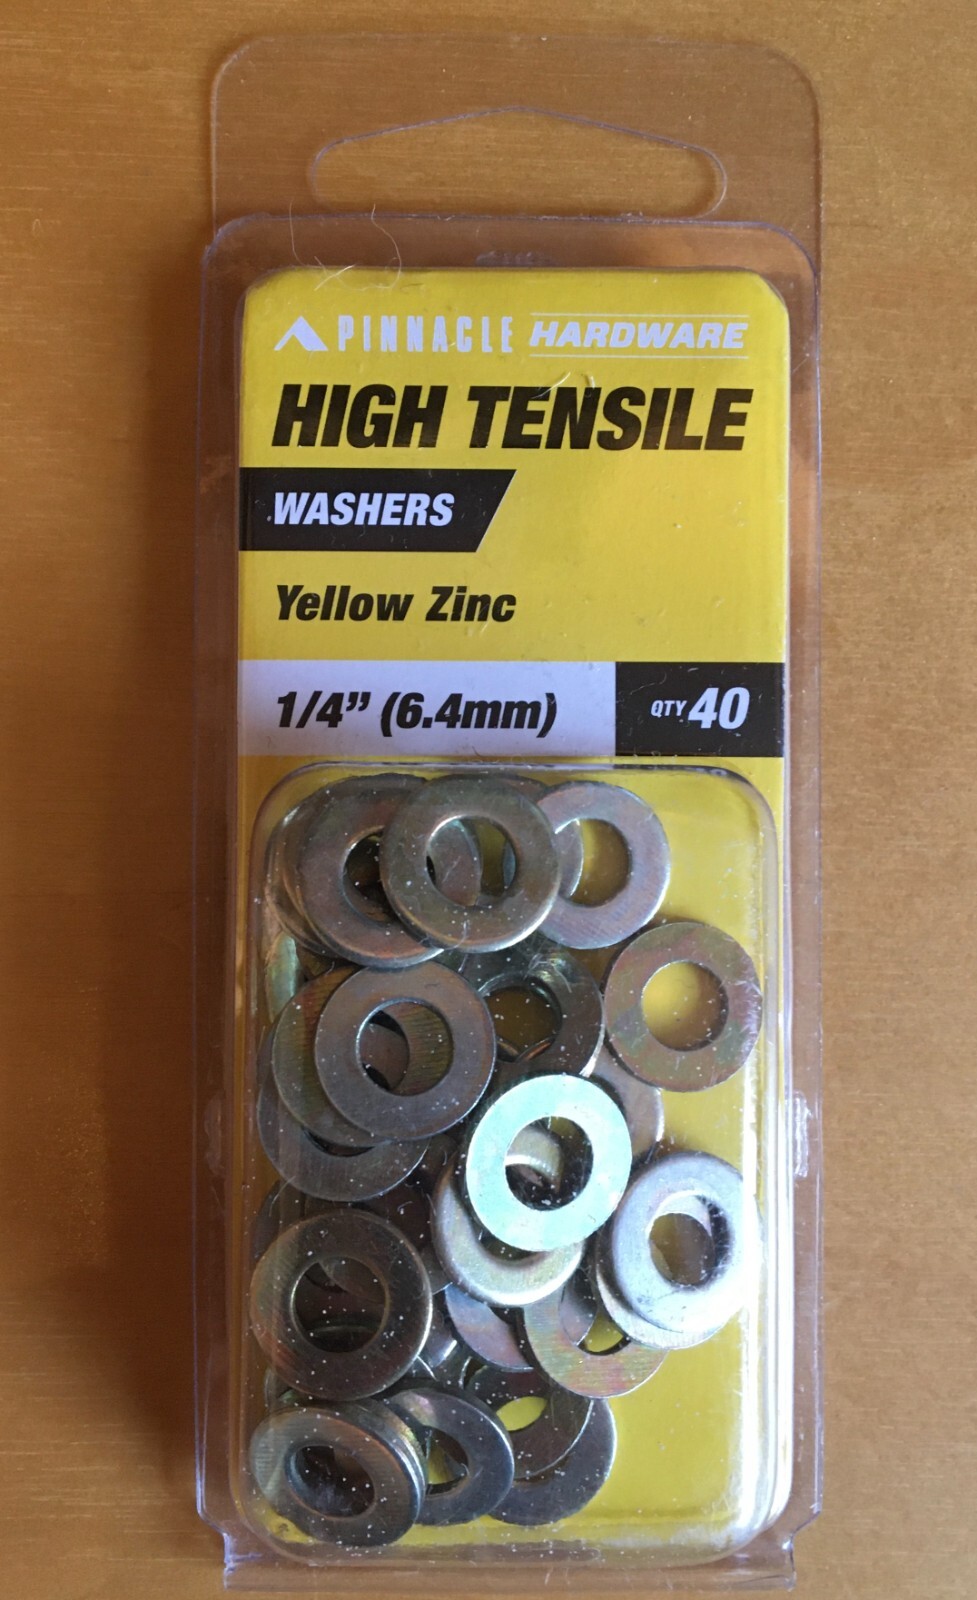 PINNACLE HARDWARE
HIGH TENSILE
WASHERS
Yellow Zinc
1/4” (6.4mm) QTY 40